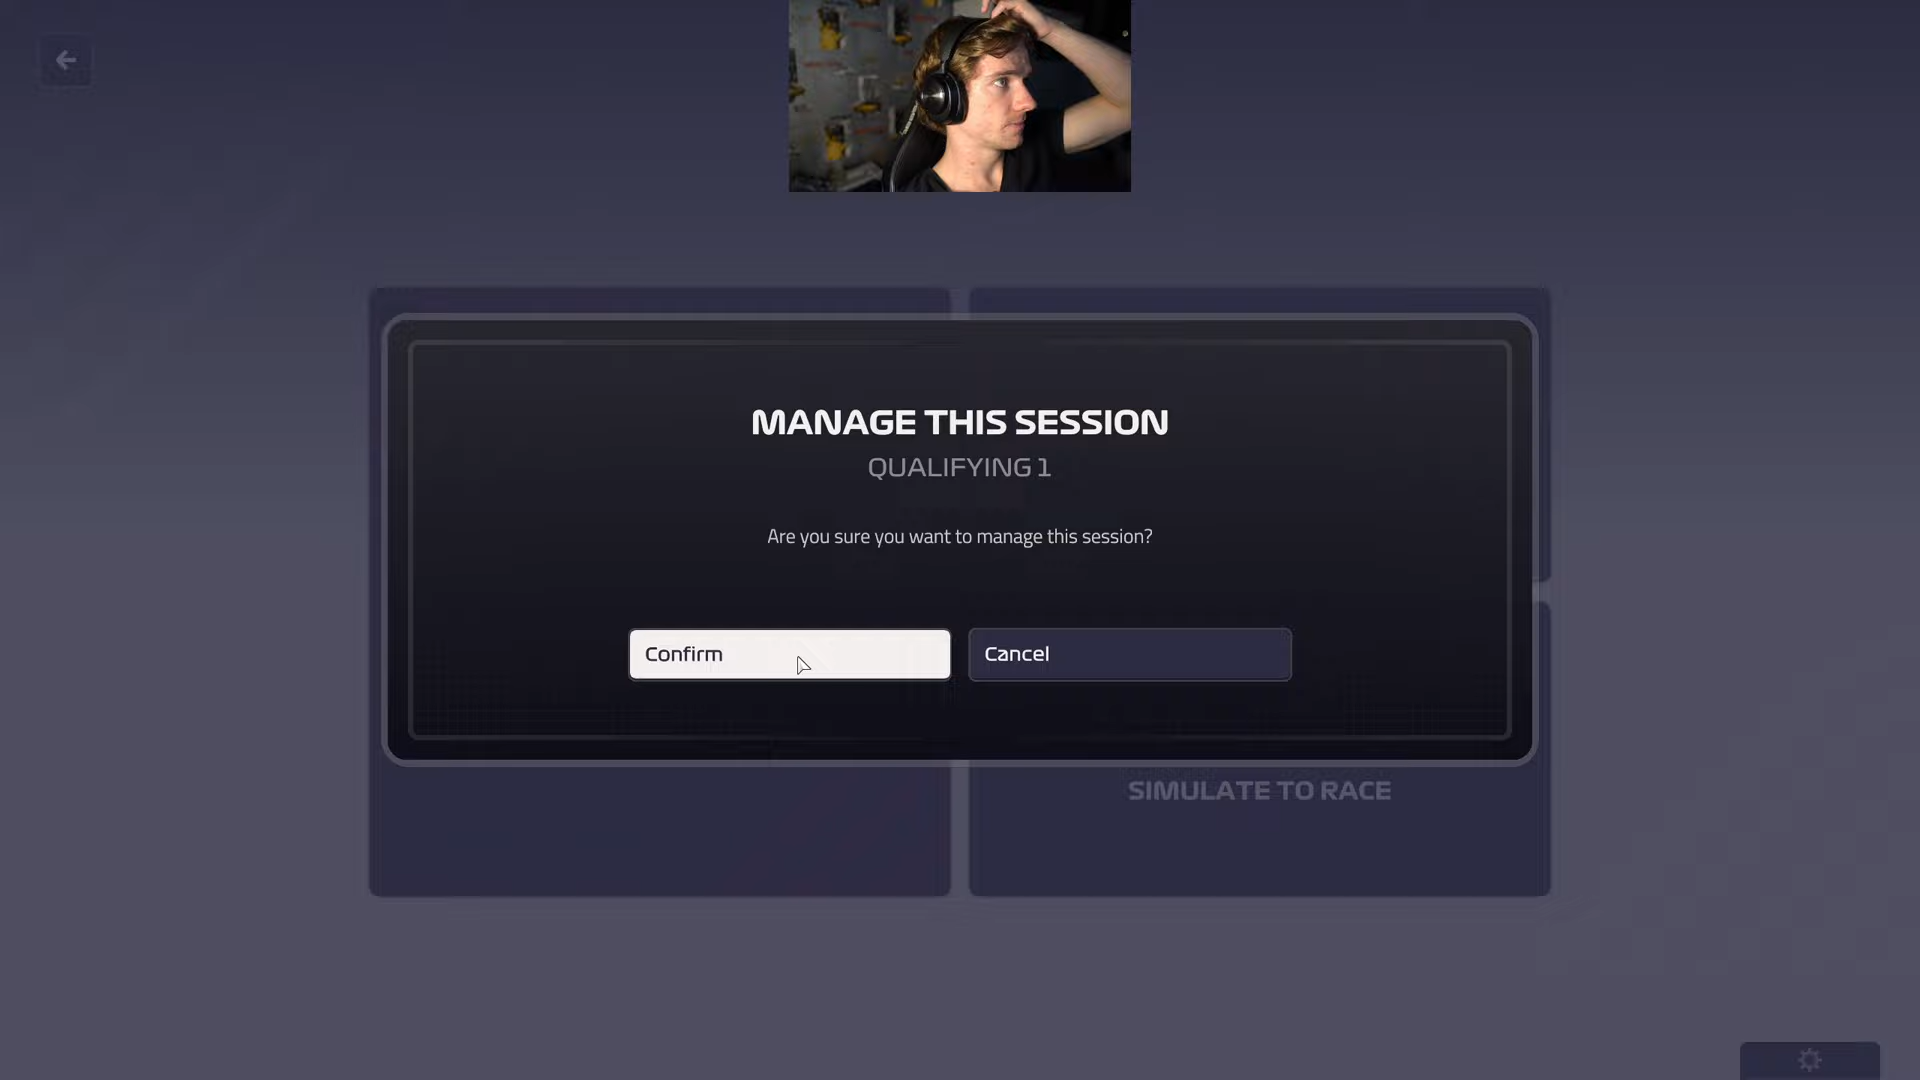 MANAGE THIS SESSION
QUALIFYING 1
Are you sure you want to manage this session?
Confirm
Cancel
SIMULATE TO RACE